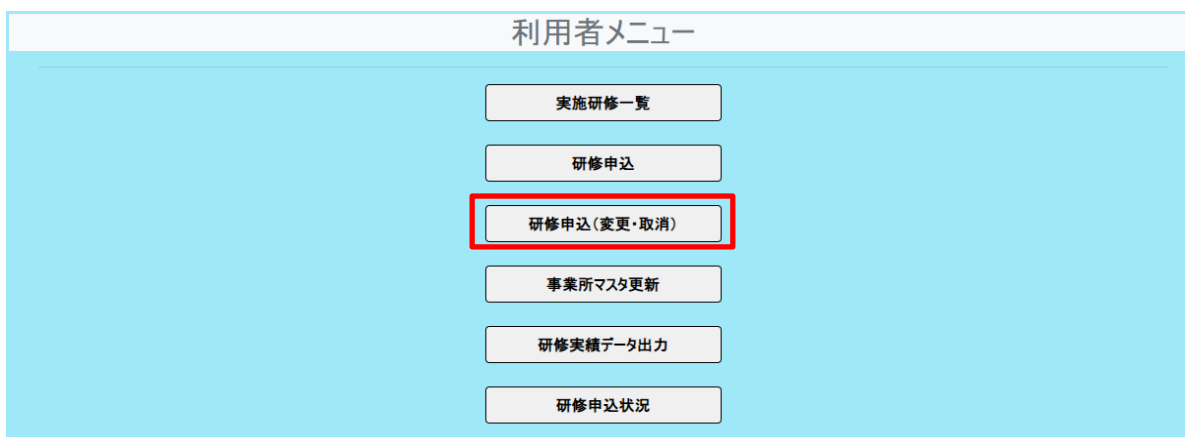 利用者メニュー
実施研修一覧
研修申込
研修申込(変更・取消)
事業所マスタ更新
研修実績データ出力
研修申込状況